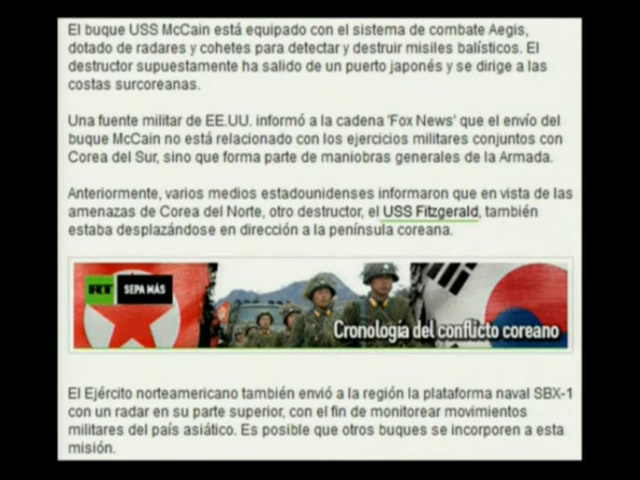 El buque USS McCain está equipado con el sistema de combate Aegis,
dotado de radares y cohetes para detectar y destruir misiles balísticos. El
destructor supuestamente ha salido de un puerto japonés y se dirige a las
costas surcoreanas.
Una fuente militar de EE.UU. informó a la cadena 'Fox News' que el envío del
buque McCain no está relacionado con los ejercicios militares conjuntos con
Corea del Sur, sino que forma parte de maniobras generales de la Armada.
Anteriormente, varios medios estadounidenses informaron que en vista de las
amenazas de Corea del Norte, otro destructor, el USS Fitzgerald, también
estaba desplazándose en dirección a la península coreana.
RT SEPA MÁS
Cronología del conflicto coreano
El Ejército norteamericano también envió a la región la plataforma naval SBX-1
con un radar en su parte superior, con el fin de monitorear movimientos
militares del país asiático. Es posible que otros buques se incorporen a esta
misión.